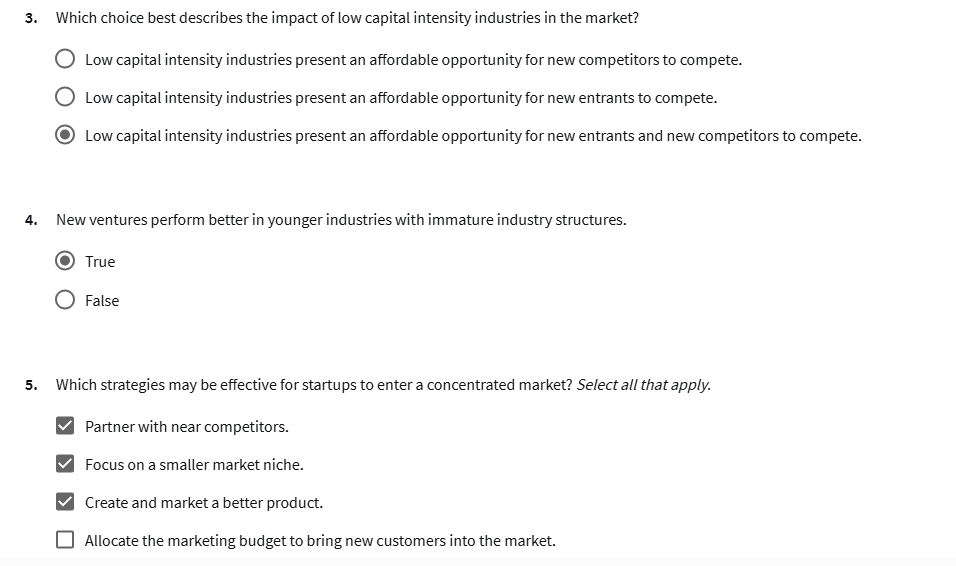 3. Which choice best describes the impact of low capital intensity industries in the market?
Low capital intensity industries present an affordable opportunity for new competitors to compete.
Low capital intensity industries present an affordable opportunity for new entrants to compete.
Low capital intensity industries present an affordable opportunity for new entrants and new competitors to compete.
4. New ventures perform better in younger industries with immature industry structures.
True
False
5. Which strategies may be effective for startups to enter a concentrated market? Select all that apply.
Partner with near competitors.
Focus on a smaller market niche.
Create and market a better product.
Allocate the marketing budget to bring new customers into the market.